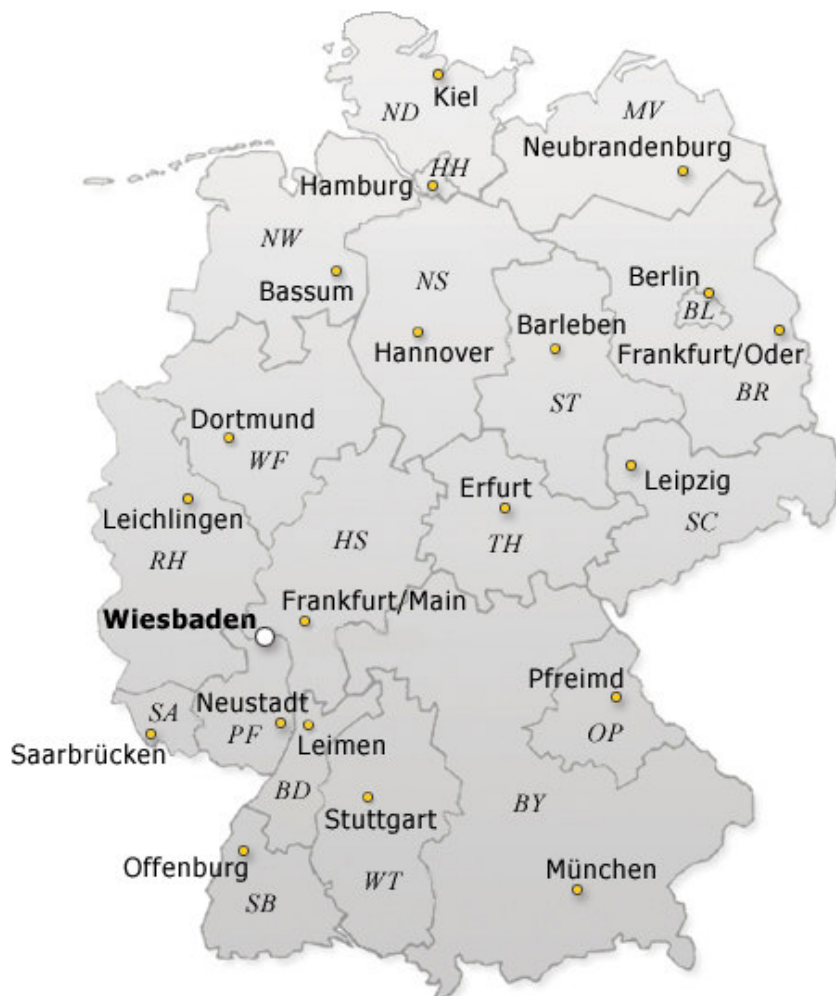 Kiel
ND
MV
Neubrandenburg
HH
Hamburg
NW
Bassum
NS
Berlin
BL
Barleben
Hannover
Frankfurt/Oder
ST
BR
Dortmund
WF
Leipzig
Erfurt
Leichlingen
SC
HS
TH
RH
Frankfurt/Main
Wiesbaden
Pfreimd
Neustadt
SA
PF
OP
Leimen
Saarbrücken
BD
BY
Stuttgart
Offenburg
München
WT
SB